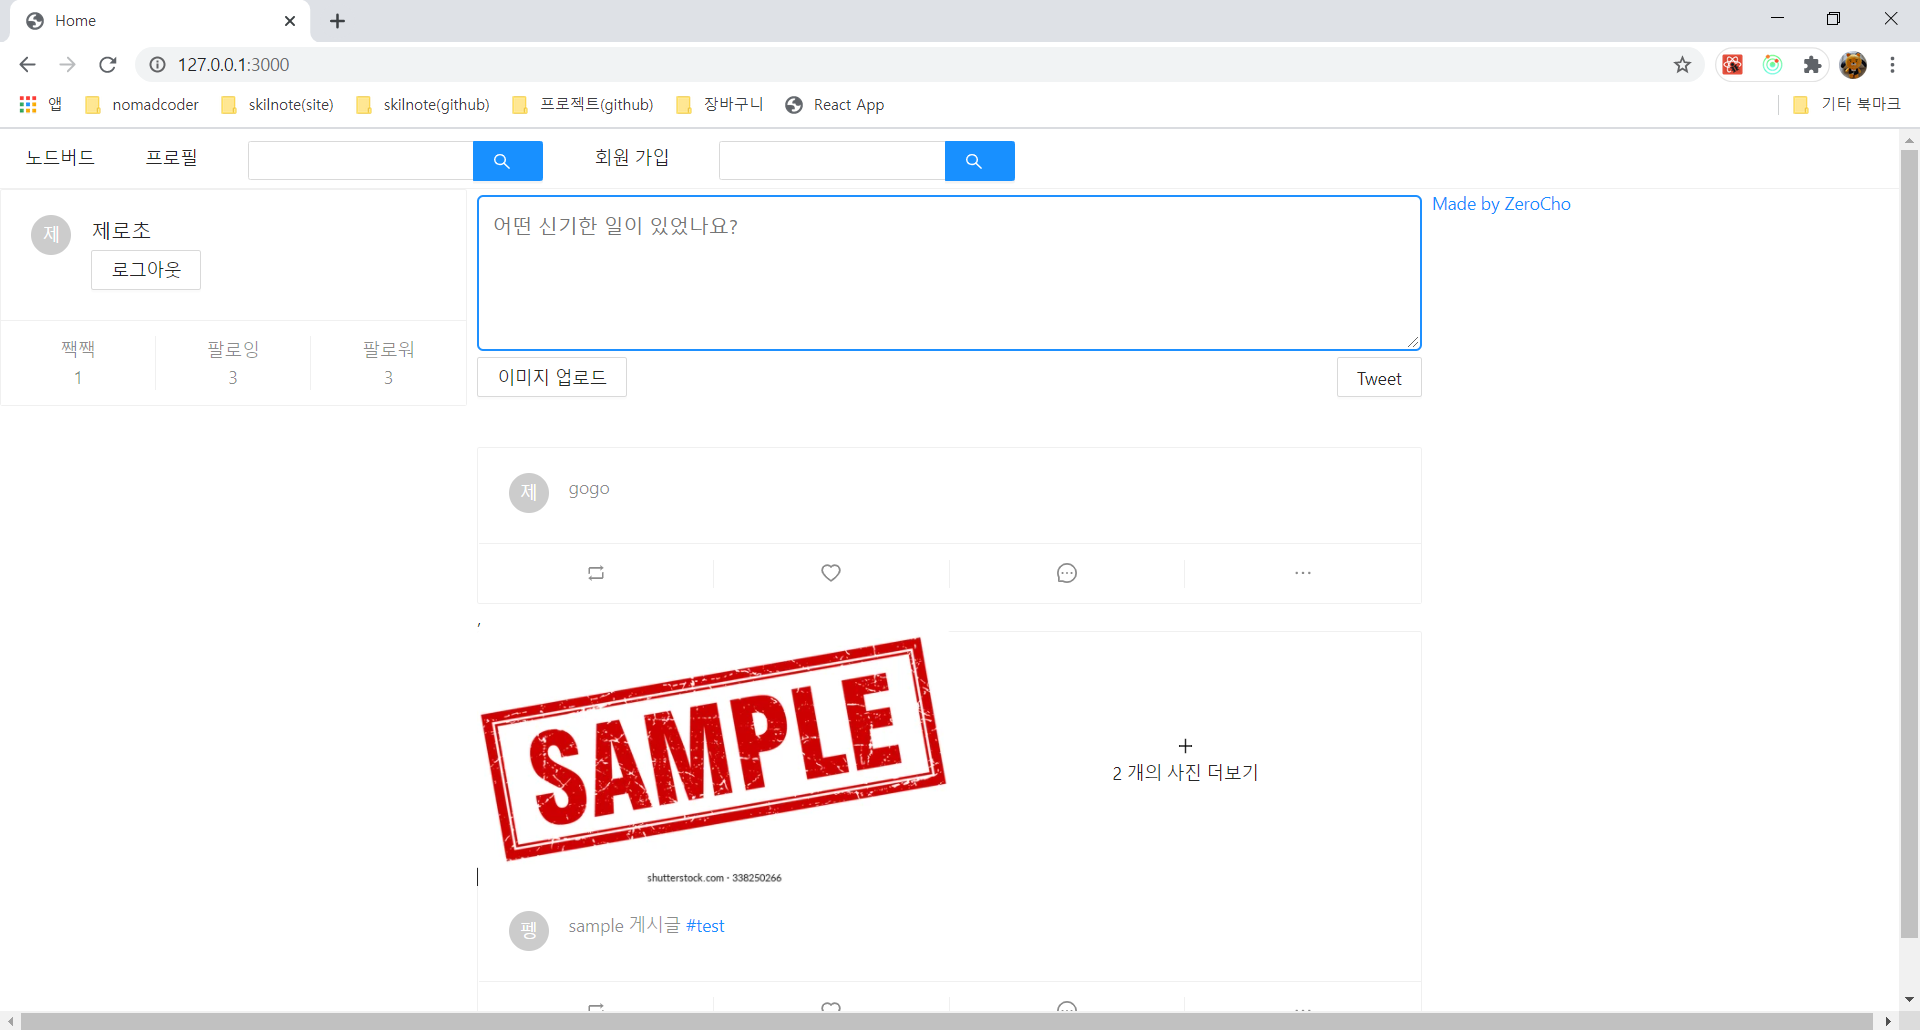 Home
127.0.0.1:3000
앱 nomadcoder skilnote(site) skilnote(github) 프로젝트(github) 장바구니 React App 기타 북마크
노드버드 프로필 회원 가입
제 제로초
로그아웃
짹짹 팔로잉 팔로워
1 3 3
어떤 신기한 일이 있었나요?
이미지 업로드 Tweet
Made by ZeroCho
제 gogo
,
SAMPLE
shutterstock.com · 338250266
2 개의 사진 더보기
펭 sample 게시글 #test